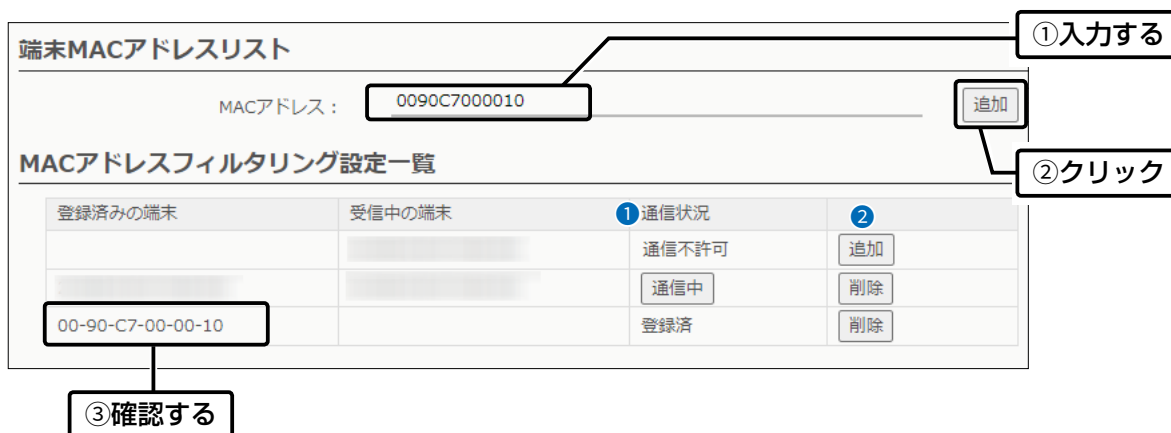 端末MACアドレスリスト
①入力する
MACアドレス： 0090C7000010 追加
MACアドレスフィルタリング設定一覧
②クリック
登録済みの端末 受信中の端末 ❶ 通信状況 ❷
通信不許可 追加
通信中 削除
00-90-C7-00-00-10 登録済 削除
③確認する